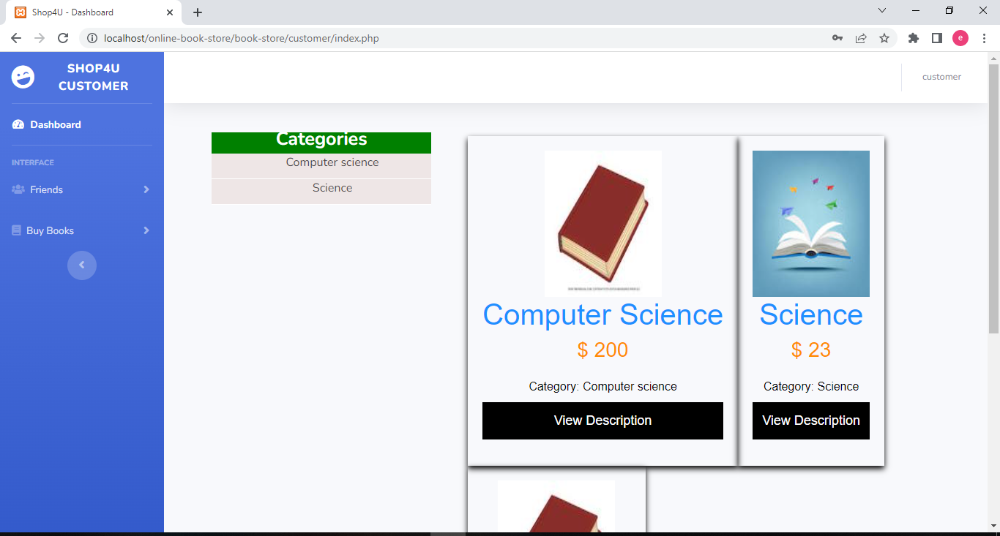 Shop4U - Dashboard
localhost/online-book-store/book-store/customer/index.php
e
SHOP4U
CUSTOMER
customer
Dashboard
INTERFACE
Friends
Buy Books
Categories
Computer science
Science
Computer Science
$ 200
Category: Computer science
View Description
Science
$ 23
Category: Science
View Description